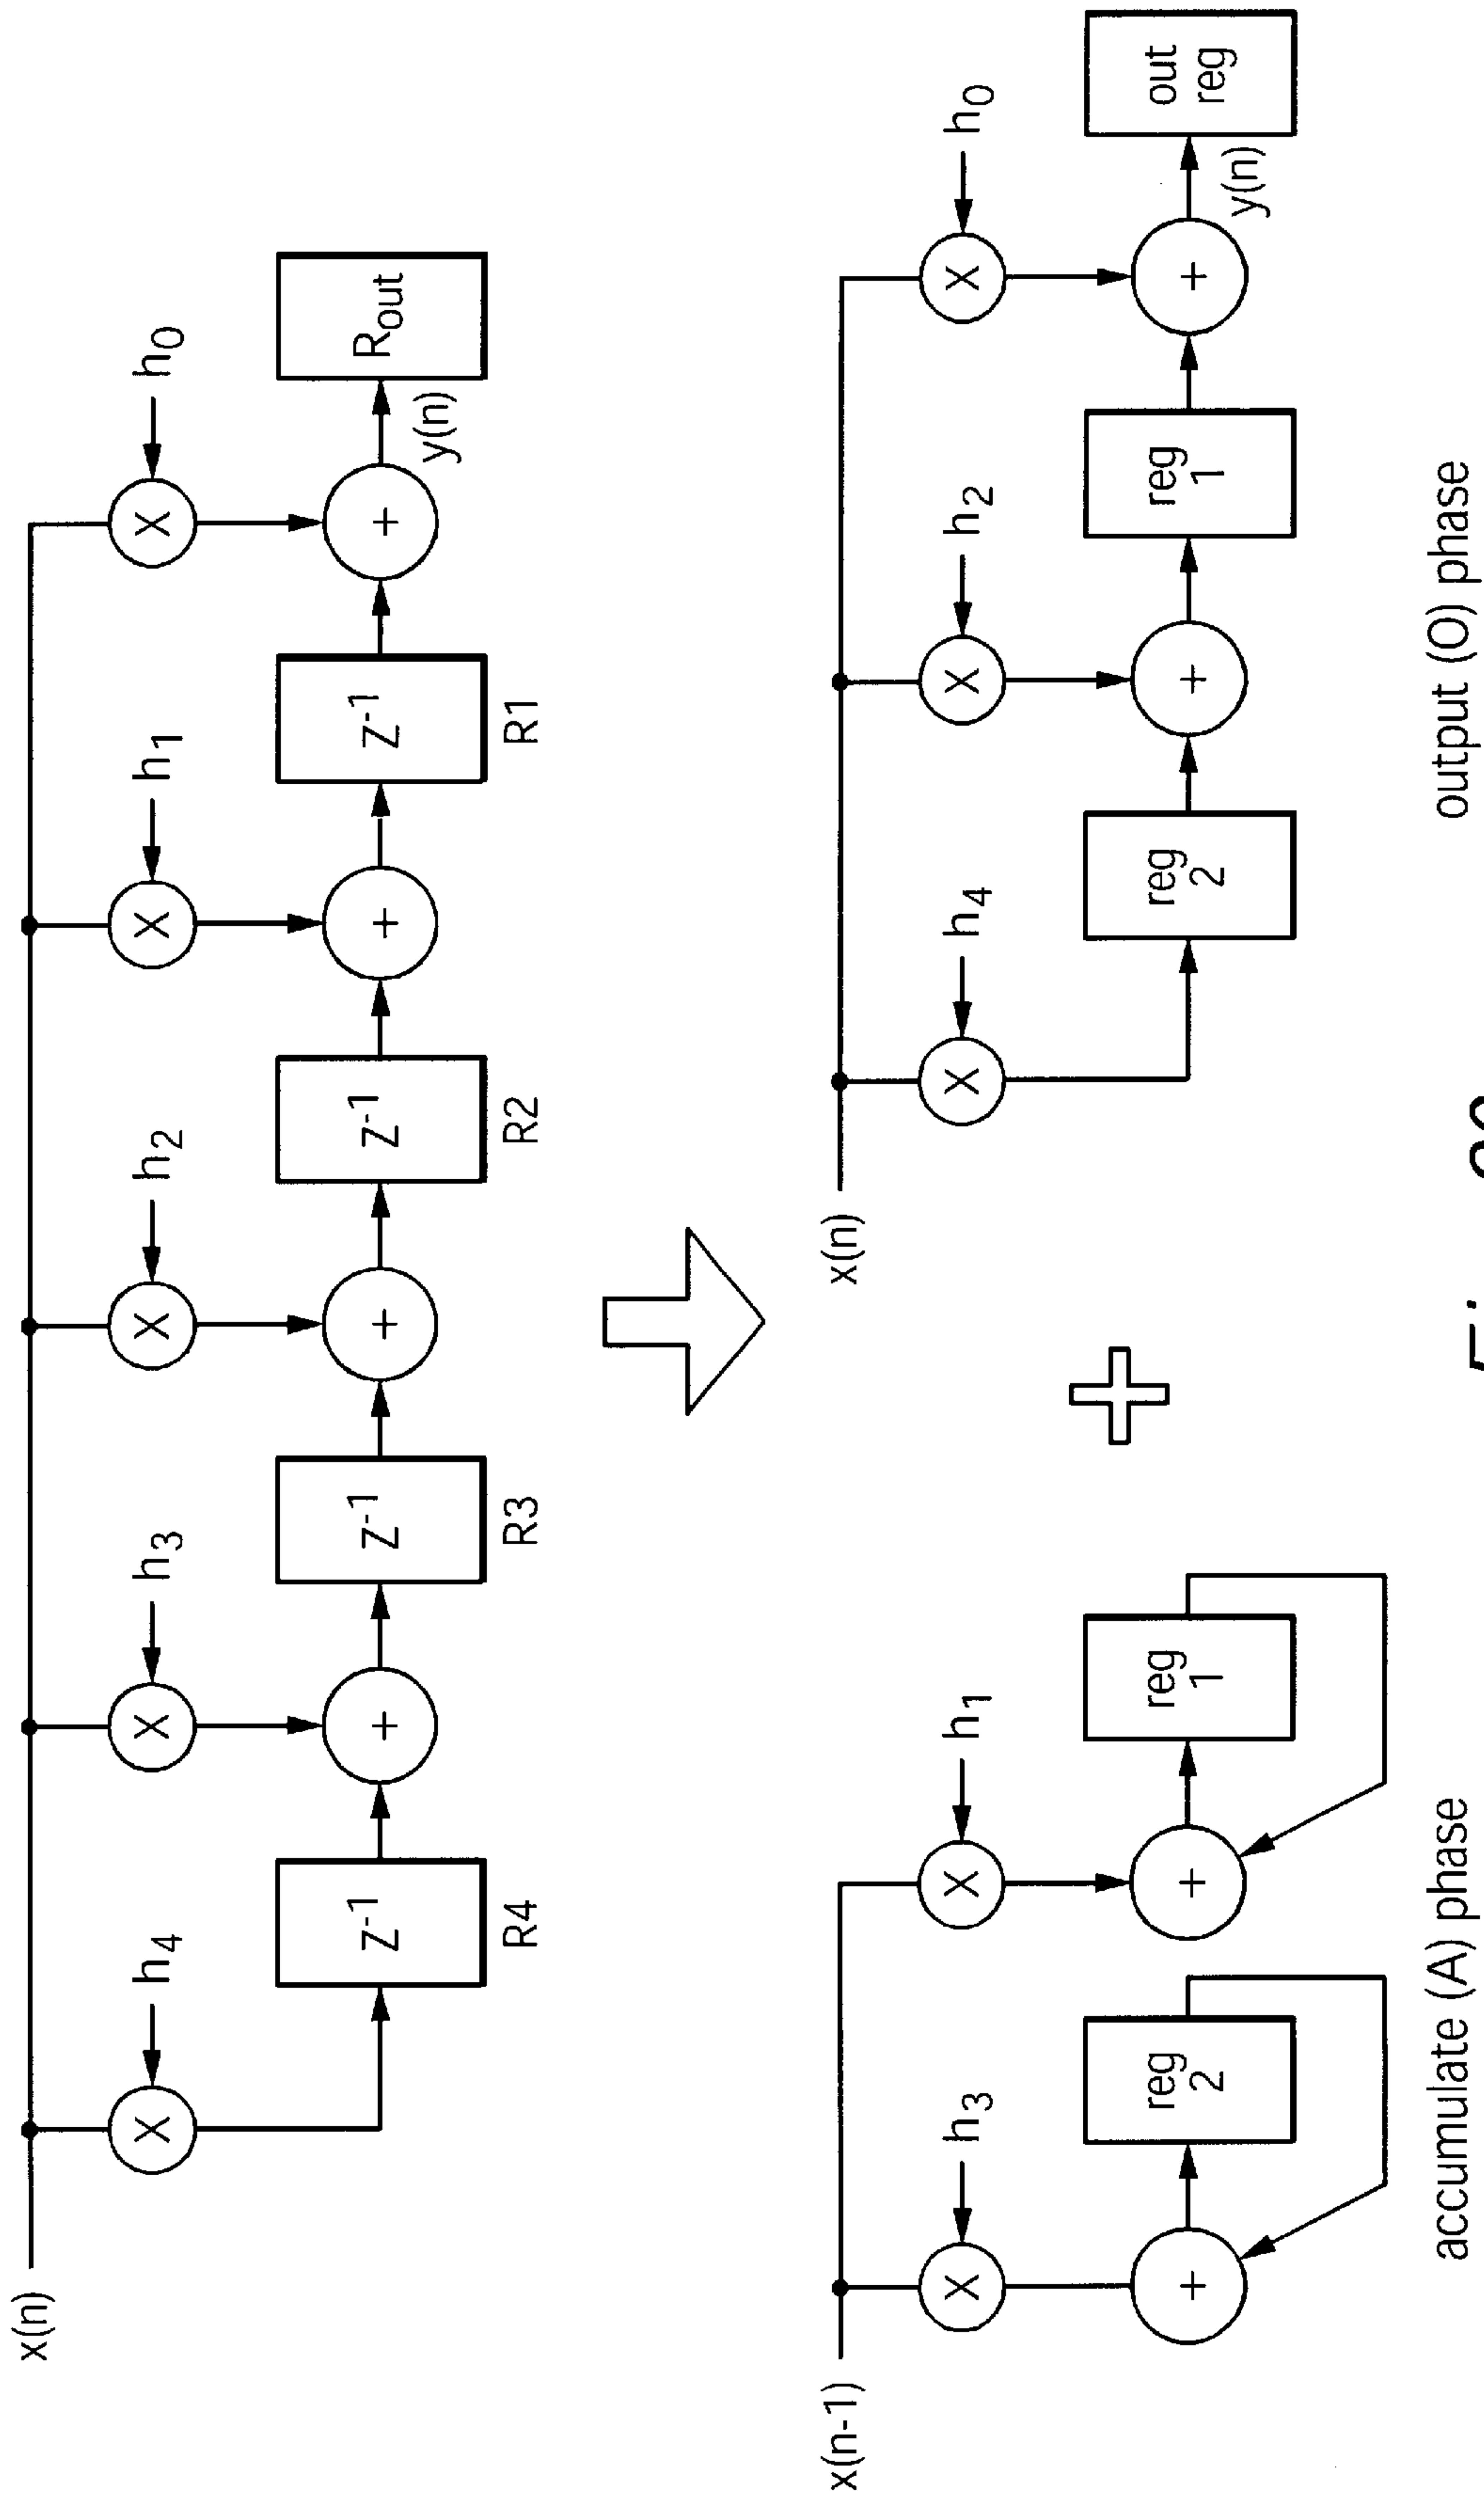 x(n)
h4
h3
h2
h1
h0
X
X
X
X
X
+
+
+
+
y(n)
Z-1
Z-1
Z-1
Z-1
Rout
R4
R3
R2
R1
x(n-1)
h3
h1
X
X
+
+
reg 2
reg 1
accumulate (A) phase
+
x(n)
h4
h2
h0
X
X
X
+
+
y(n)
reg 2
reg 1
out reg
output (O) phase